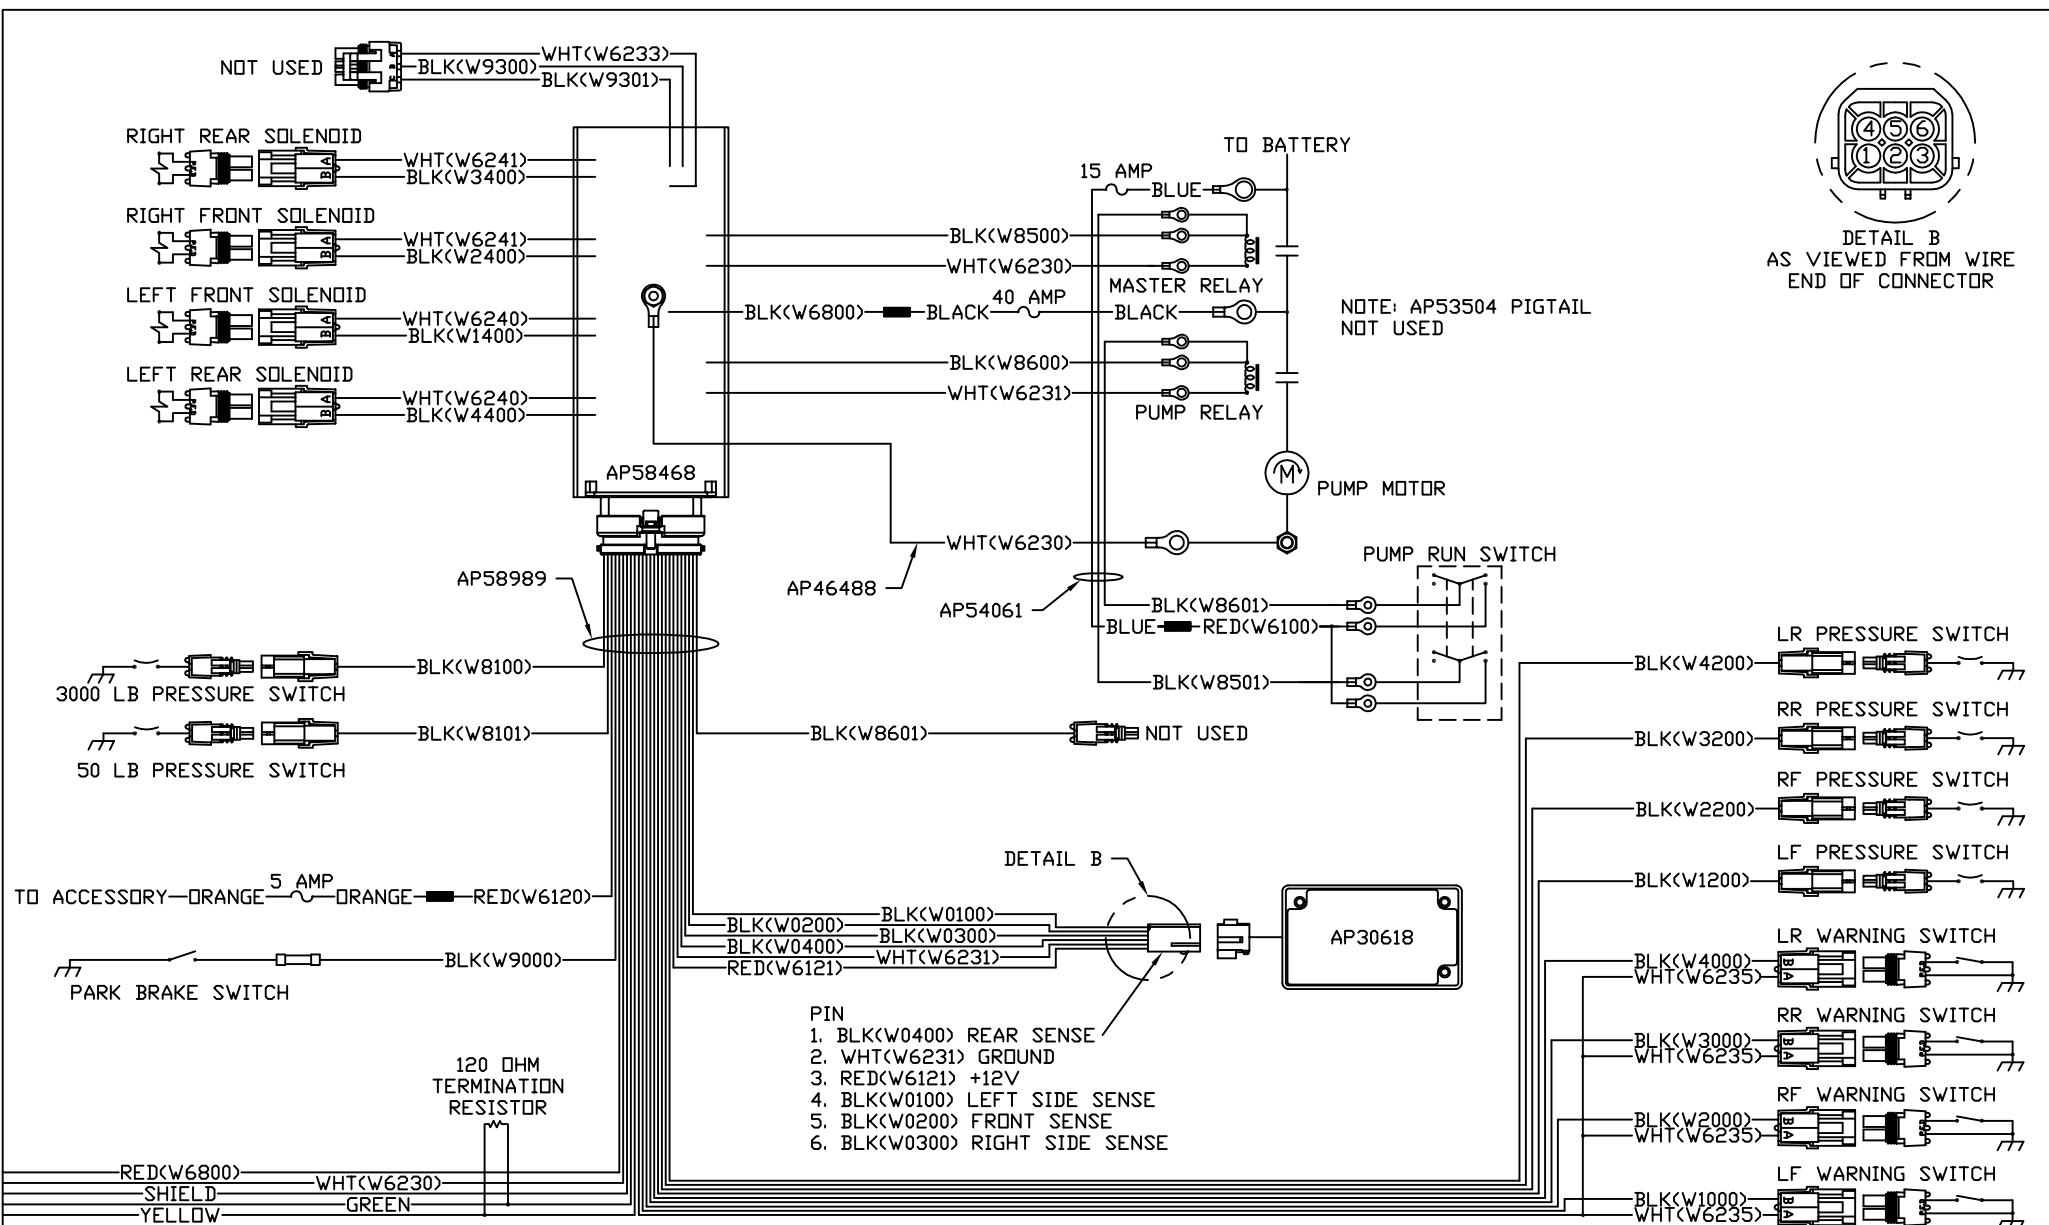 NOT USED
WHT(W6233)
BLK(W9300)
BLK(W9301)
RIGHT REAR SOLENOID
A
B
WHT(W6241)
BLK(W3400)
RIGHT FRONT SOLENOID
A
B
WHT(W6241)
BLK(W2400)
LEFT FRONT SOLENOID
A
B
WHT(W6240)
BLK(W1400)
LEFT REAR SOLENOID
A
B
WHT(W6240)
BLK(W4400)
AP58468
TO BATTERY
15 AMP
BLUE
BLK(W8500)
WHT(W6230)
MASTER RELAY
BLK(W6800)
BLACK
40 AMP
BLACK
BLK(W8600)
WHT(W6231)
PUMP RELAY
M
PUMP MOTOR
WHT(W6230)
4 5 6
1 2 3
DETAIL B
AS VIEWED FROM WIRE
END OF CONNECTOR
NOTE: AP53504 PIGTAIL
NOT USED
AP58989
AP46488
AP54061
PUMP RUN SWITCH
BLK(W8601)
BLUE
RED(W6100)
BLK(W8501)
BLK(W8100)
3000 LB PRESSURE SWITCH
BLK(W8101)
50 LB PRESSURE SWITCH
BLK(W8601)
NOT USED
TO ACCESSORY
ORANGE
5 AMP
ORANGE
RED(W6120)
BLK(W9000)
PARK BRAKE SWITCH
DETAIL B
BLK(W0100)
BLK(W0200)
BLK(W0300)
BLK(W0400)
WHT(W6231)
RED(W6121)
AP30618
PIN
1. BLK(W0400) REAR SENSE
2. WHT(W6231) GROUND
3. RED(W6121) +12V
4. BLK(W0100) LEFT SIDE SENSE
5. BLK(W0200) FRONT SENSE
6. BLK(W0300) RIGHT SIDE SENSE
120 OHM
TERMINATION
RESISTOR
RED(W6800)
WHT(W6230)
SHIELD
GREEN
YELLOW
LR PRESSURE SWITCH
BLK(W4200)
RR PRESSURE SWITCH
BLK(W3200)
RF PRESSURE SWITCH
BLK(W2200)
LF PRESSURE SWITCH
BLK(W1200)
LR WARNING SWITCH
BLK(W4000)
WHT(W6235)
B
A
RR WARNING SWITCH
BLK(W3000)
WHT(W6235)
B
A
RF WARNING SWITCH
BLK(W2000)
WHT(W6235)
B
A
LF WARNING SWITCH
BLK(W1000)
WHT(W6235)
B
A